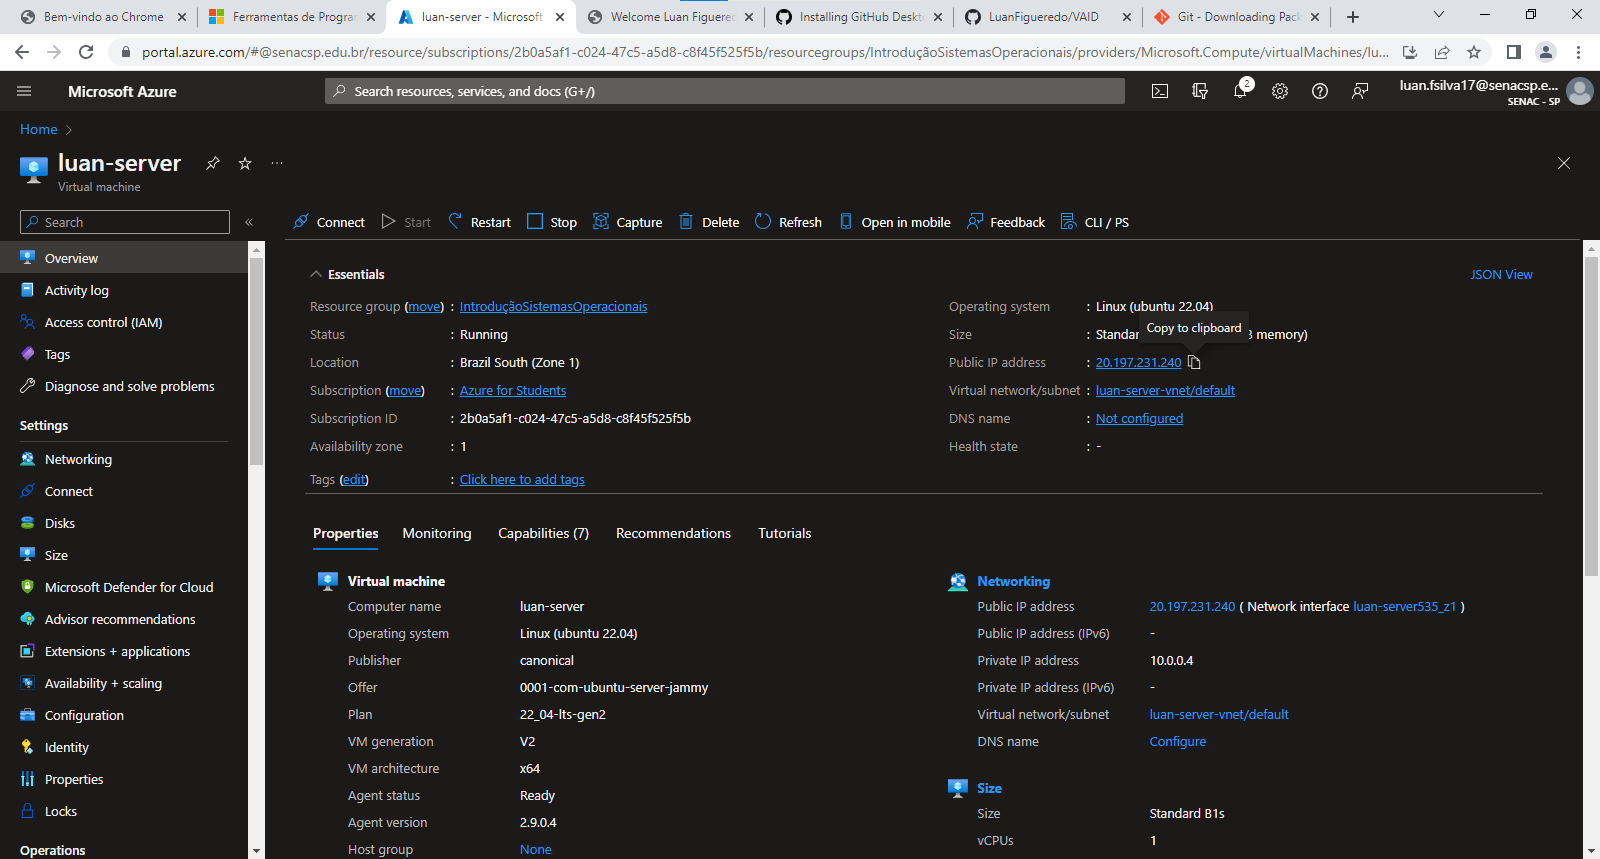 Bem-vindo ao Chrome
Ferramentas de Progra
luan-server - Microsoft
Welcome Luan Figuere
Installing GitHub Deskt
LuanFigueredo/VAID
Git - Downloading Pac
portal.azure.com/#@senacsp.edu.br/resource/subscriptions/2b0a5af1-c024-47c5-a5d8-c8f45f525f5b/resourcegroups/IntroduçãoSistemasOperacionais/providers/Microsoft.Compute/virtualMachines/lu...
Microsoft Azure
Search resources, services, and docs (G+/)
2
luan.fsilva17@senacsp.e...
SENAC - SP
Home
luan-server
Virtual machine
Search
Connect Start Restart Stop Capture Delete Refresh Open in mobile Feedback CLI / PS
Overview
Activity log
Access control (IAM)
Tags
Diagnose and solve problems
Settings
Networking
Connect
Disks
Size
Microsoft Defender for Cloud
Advisor recommendations
Extensions + applications
Availability + scaling
Configuration
Identity
Properties
Locks
Operations
Essentials
JSON View
Resource group (move) : IntroduçãoSistemasOperacionais
Status : Running
Location : Brazil South (Zone 1)
Subscription (move) : Azure for Students
Subscription ID : 2b0a5af1-c024-47c5-a5d8-c8f45f525f5b
Availability zone : 1
Tags (edit) : Click here to add tags
Operating system : Linux (ubuntu 22.04)
Copy to clipboard
Size : Standar memory)
Public IP address : 20.197.231.240
Virtual network/subnet : luan-server-vnet/default
DNS name : Not configured
Health state : -
Properties Monitoring Capabilities (7) Recommendations Tutorials
Virtual machine
Computer name luan-server
Operating system Linux (ubuntu 22.04)
Publisher canonical
Offer 0001-com-ubuntu-server-jammy
Plan 22_04-lts-gen2
VM generation V2
VM architecture x64
Agent status Ready
Agent version 2.9.0.4
Host group None
Networking
Public IP address 20.197.231.240 ( Network interface luan-server535_z1 )
Public IP address (IPv6) -
Private IP address 10.0.0.4
Private IP address (IPv6) -
Virtual network/subnet luan-server-vnet/default
DNS name Configure
Size
Size Standard B1s
vCPUs 1